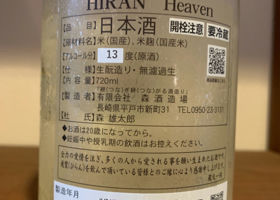 HIRAN Heaven
【品目】日本酒 開栓注意 要冷蔵
【原材料名】米(国産)、米麹(国産米)
【アルコール分】13度(原酒)
【仕様】生酛造り・無濾過生
【内容量】720ml
【製造者】有限会社 森酒造場
長崎県平戸市新町31 TEL0950-23-3131
【杜氏】森 雄太郎
●お酒は20歳になってから。
●妊娠中や授乳期の飲酒はお控えください。
製造年月